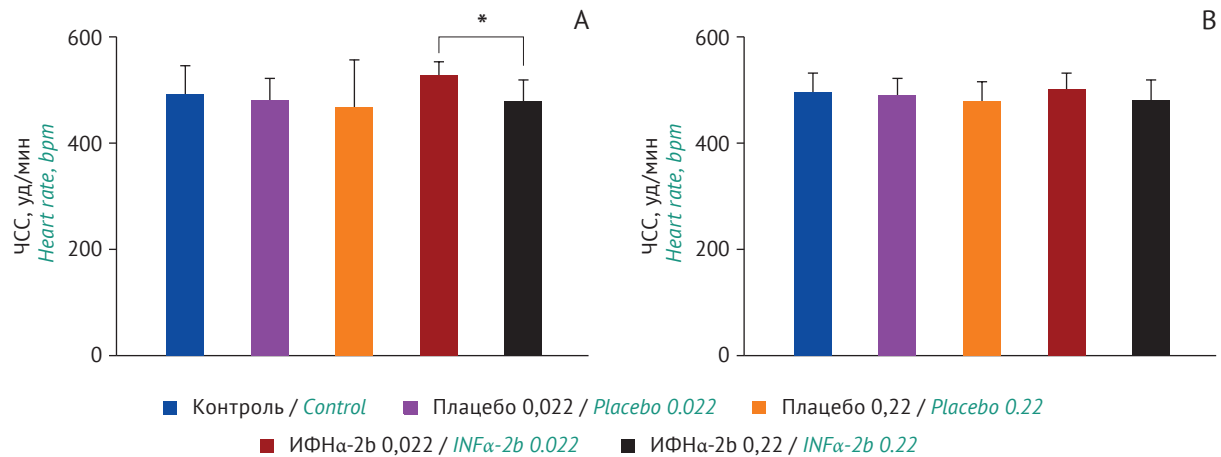 A
*
600
400
200
0
ЧСС, уд/мин
Heart rate, bpm
B
600
400
200
0
ЧСС, уд/мин
Heart rate, bpm
Контроль / Control
Плацебо 0,022 / Placebo 0.022
Плацебо 0,22 / Placebo 0.22
ИФНα-2b 0,022 / INFα-2b 0.022
ИФНα-2b 0,22 / INFα-2b 0.22